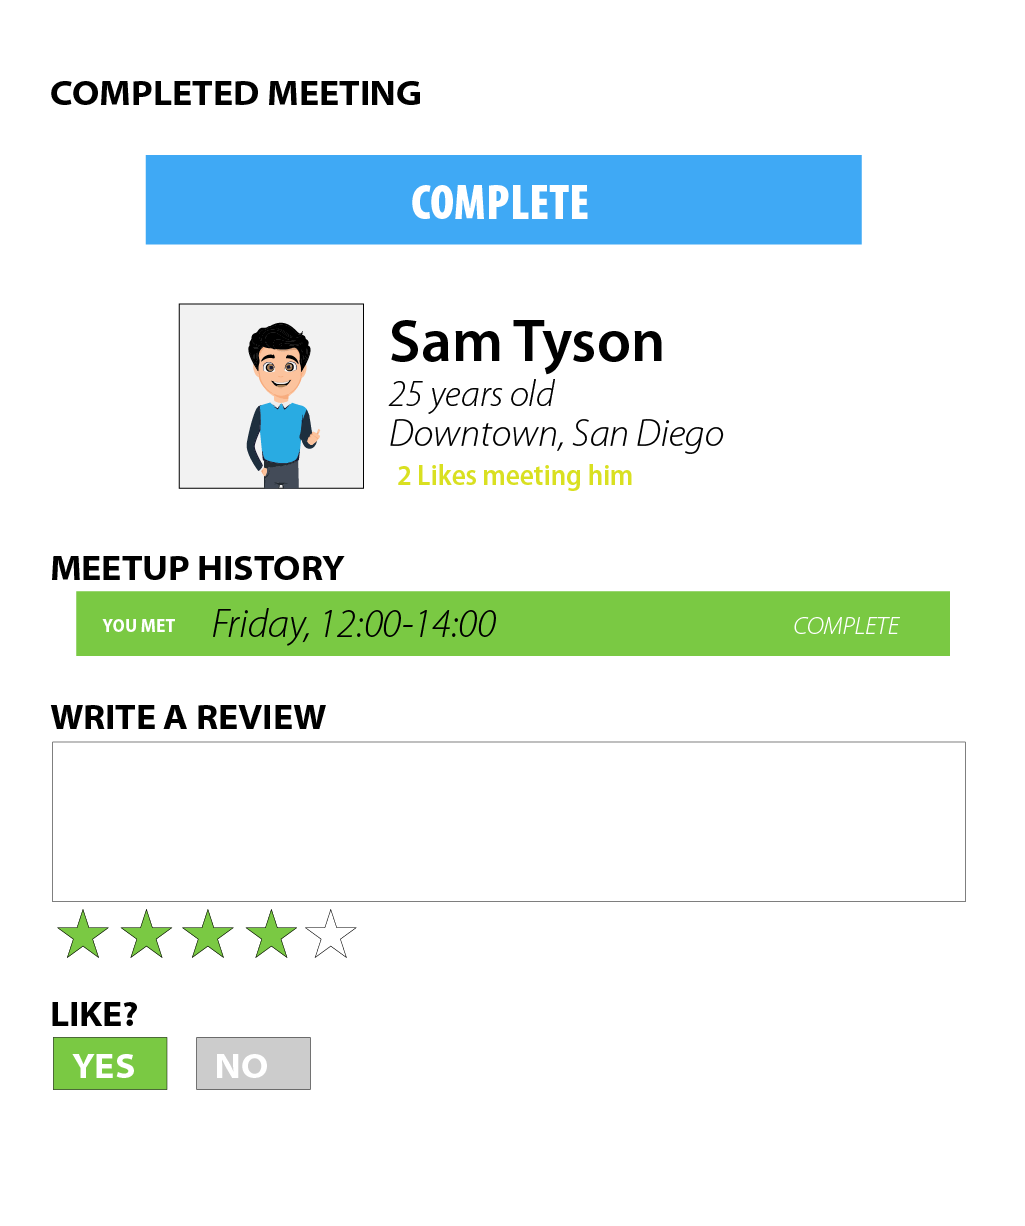 COMPLETED MEETING
COMPLETE
Sam Tyson
25 years old
Downtown, San Diego
2 Likes meeting him
MEETUP HISTORY
YOU MET Friday, 12:00-14:00 COMPLETE
WRITE A REVIEW
LIKE?
YES NO